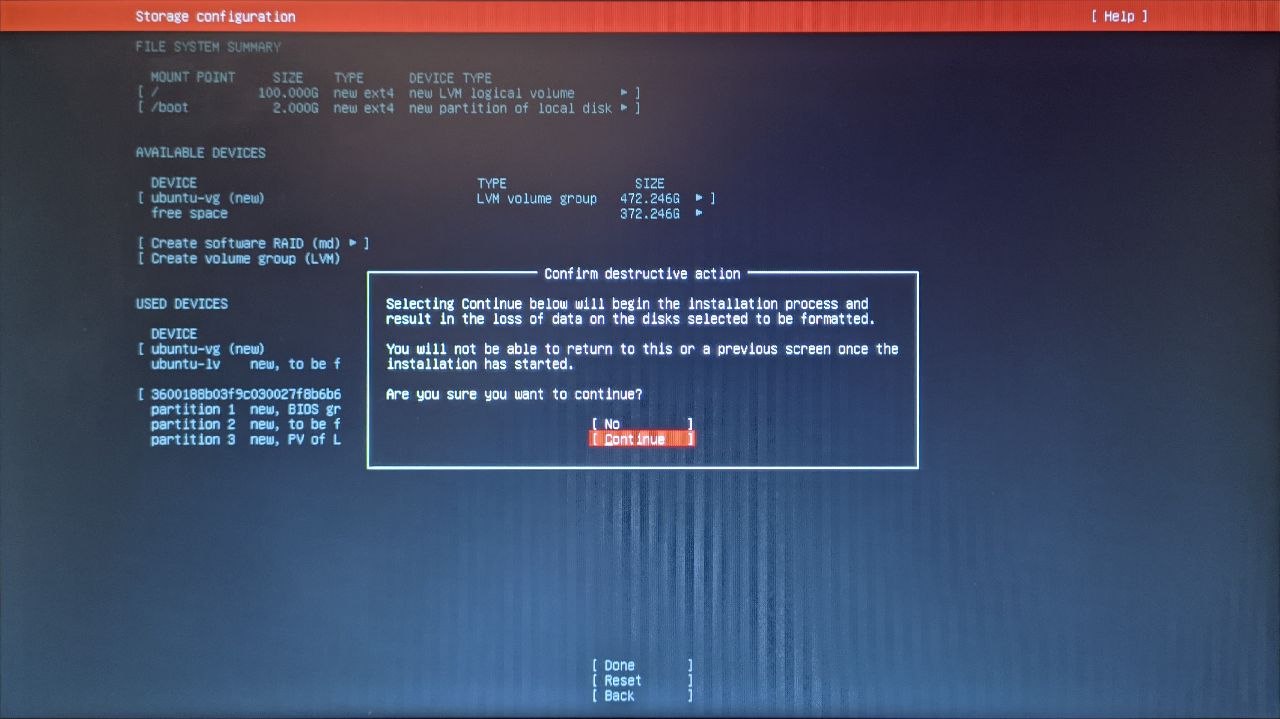 Storage configuration [ Help ]
FILE SYSTEM SUMMARY
MOUNT POINT SIZE TYPE DEVICE TYPE
[ / 100.000G new ext4 new LVM logical volume ▸ ]
[ /boot 2.000G new ext4 new partition of local disk ▸ ]
AVAILABLE DEVICES
DEVICE TYPE SIZE
[ ubuntu-vg (new) LVM volume group 472.246G ▸ ]
free space 372.246G ▸
[ Create software RAID (md) ▸ ]
[ Create volume group (LVM)
USED DEVICES
DEVICE
[ ubuntu-vg (new)
ubuntu-lv new, to be f
[ 3600188b03f9c030027f8b6b6
partition 1 new, BIOS gr
partition 2 new, to be f
partition 3 new, PV of L
Confirm destructive action
Selecting Continue below will begin the installation process and
result in the loss of data on the disks selected to be formatted.
You will not be able to return to this or a previous screen once the
installation has started.
Are you sure you want to continue?
[ No ]
[ Continue ]
[ Done ]
[ Reset ]
[ Back ]